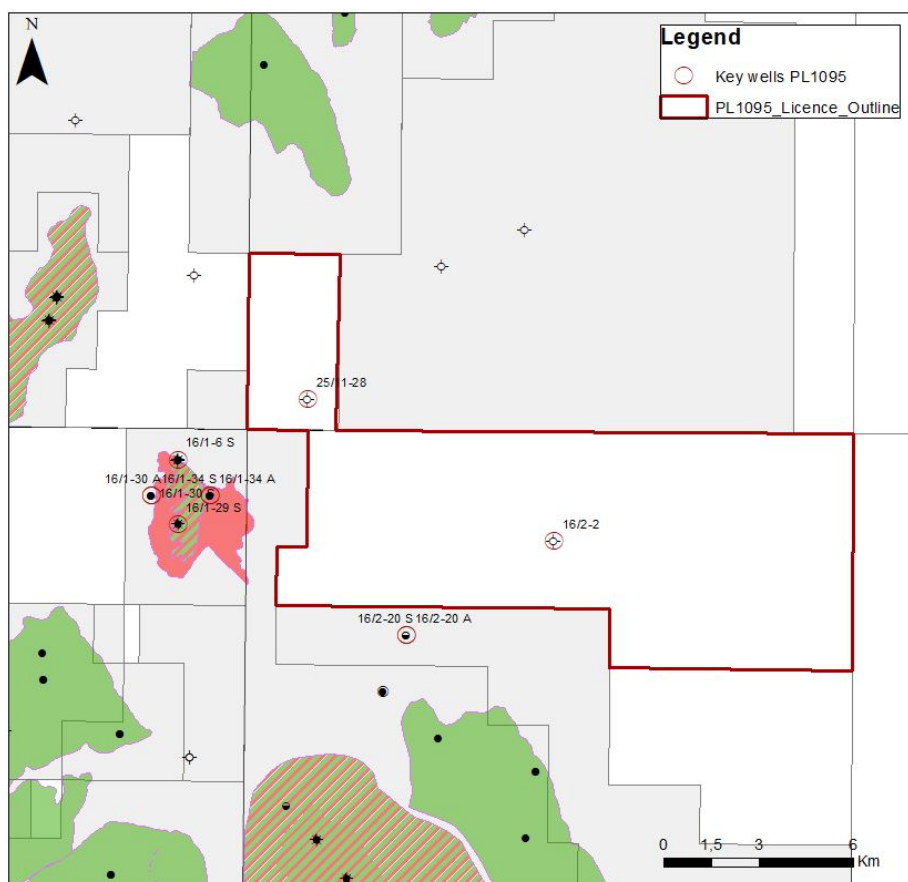 N
Legend
Key wells PL1095
PL1095_Licence_Outline
25/11-28
16/1-6 S
16/1-30 A 16/1-34 S 16/1-34 A
16/1-30 S
16/1-29 S
16/2-2
16/2-20 S 16/2-20 A
0 1,5 3 6
Km